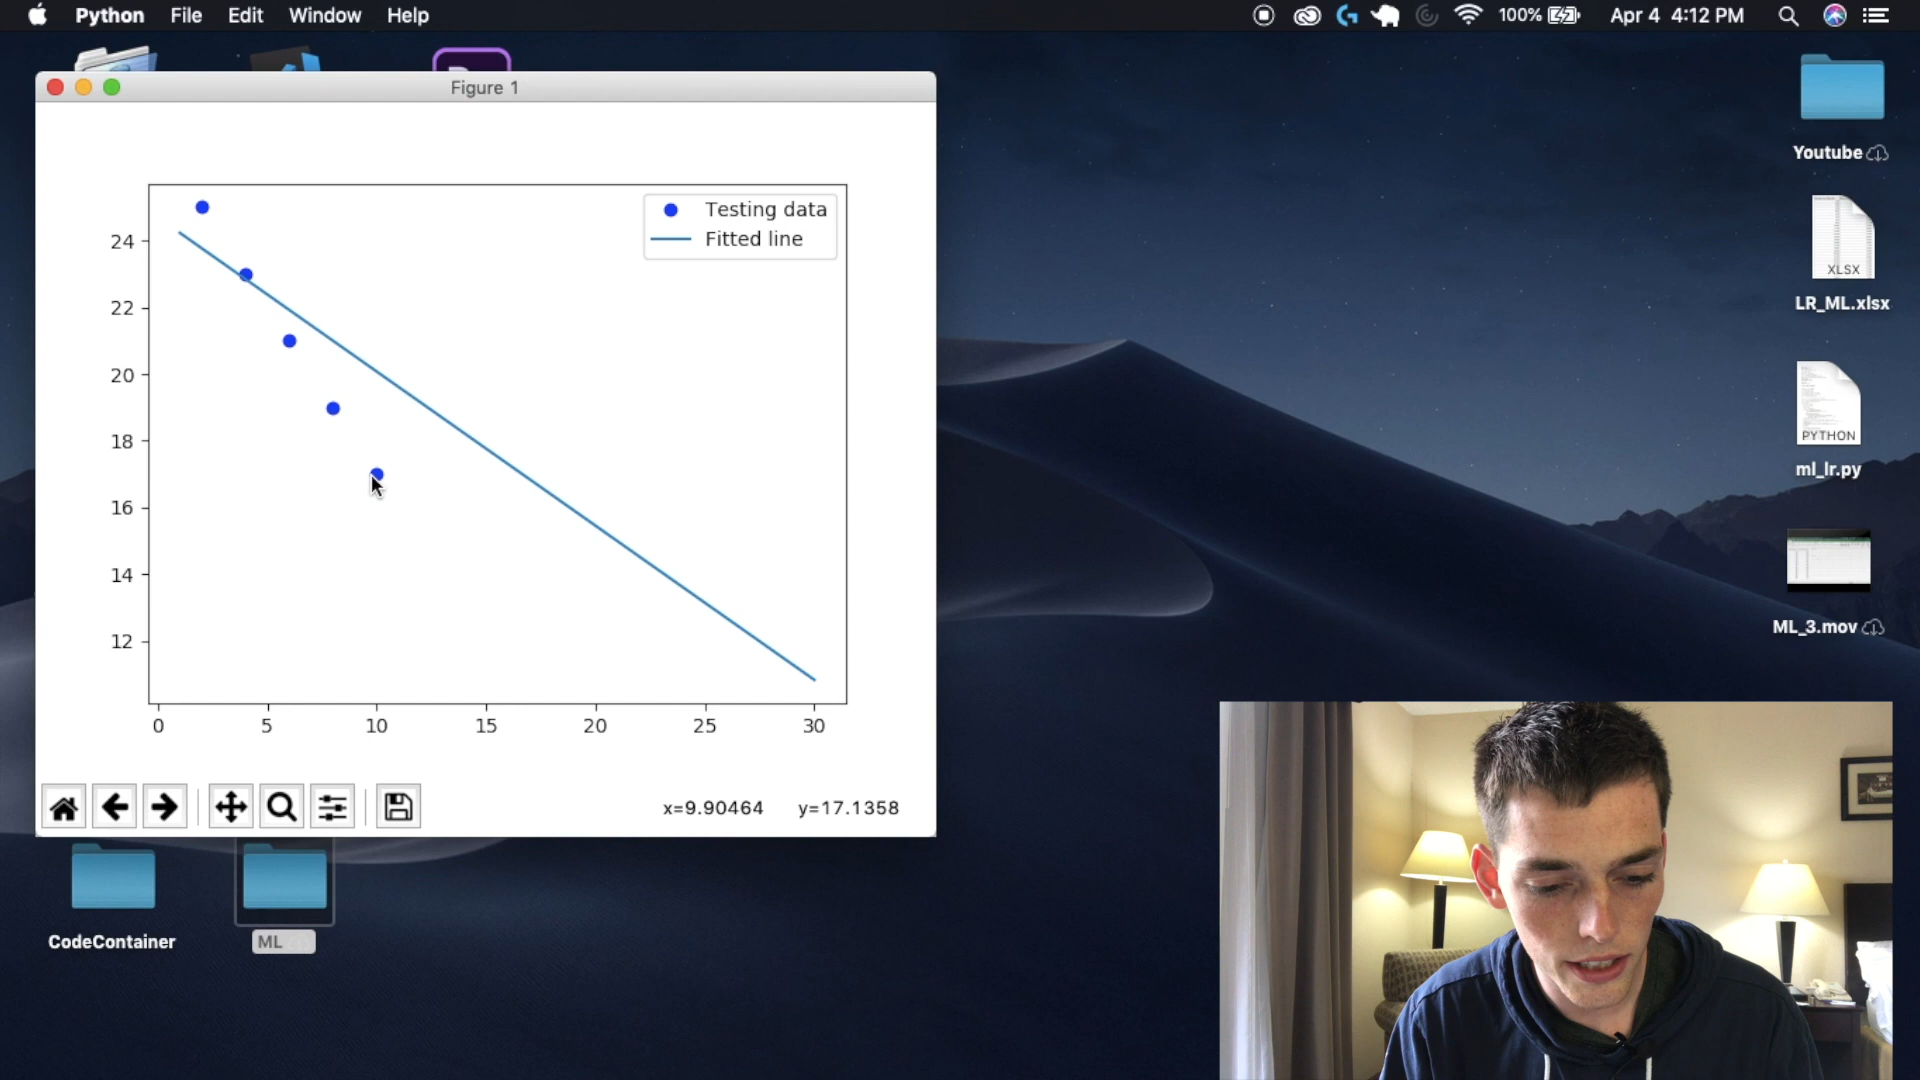 Python File Edit Window Help 100% Apr 4 4:12 PM
Figure 1
Testing data
Fitted line
24
22
20
18
16
14
12
0 5 10 15 20 25 30
x=9.90464 y=17.1358
Youtube
XLSX
LR_ML.xlsx
PYTHON
ml_lr.py
ML_3.mov
CodeContainer
ML